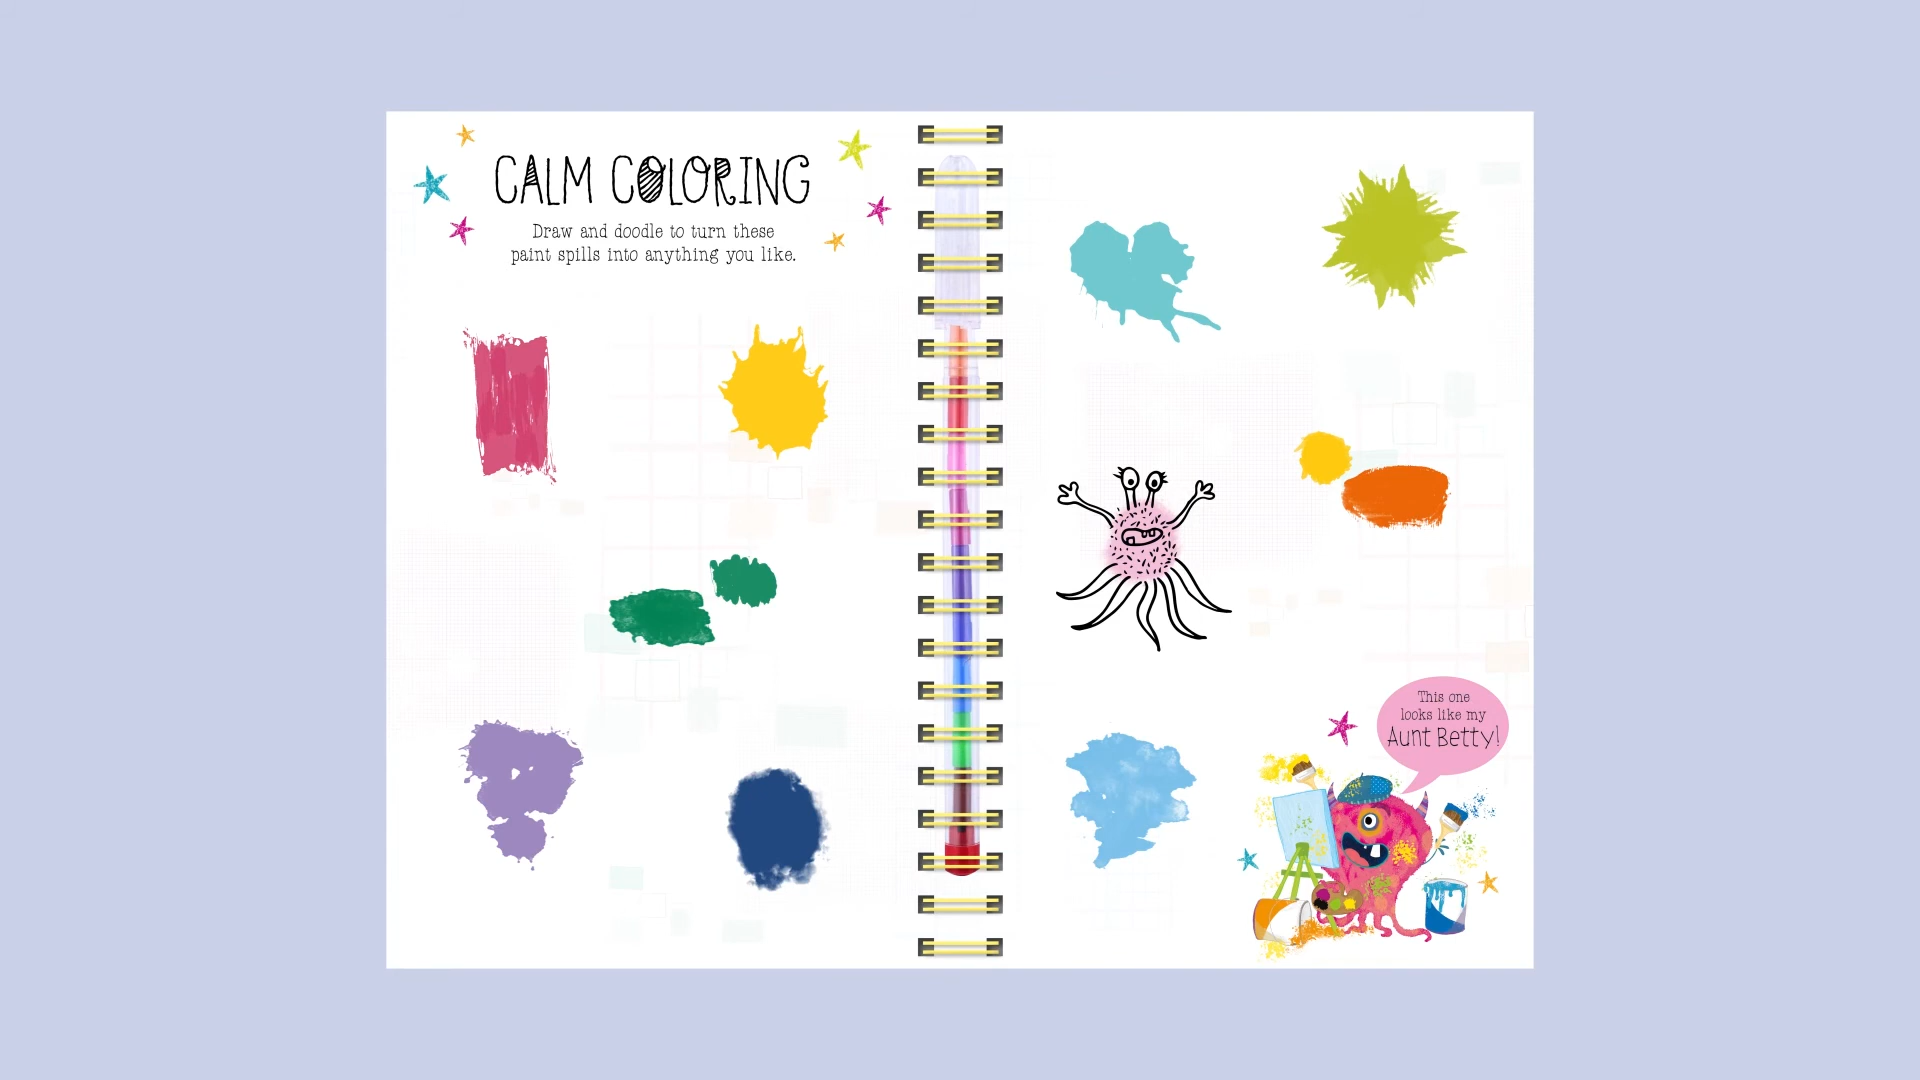 CALM COLORING
Draw and doodle to turn these
paint spills into anything you like.
This one
looks like my
Aunt Betty!